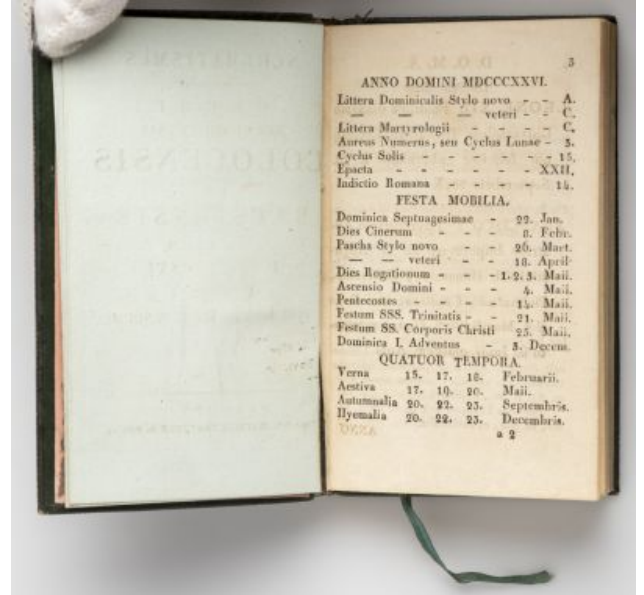 3
ANNO DOMINI MDCCCXXVI.
Littera Dominicalis Stylo novo - A.
— — — veteri - - C.
Littera Martyrologii - - - - C.
Aureus Numerus, seu Cyclus Lunae - 3.
Cyclus Solis - - - - - 15.
Epacta - - - - - - XXII.
Indictio Romana - - - - - 14.
FESTA MOBILIA.
Dominica Septuagesimae - 22. Jan.
Dies Cinerum - - - 8. Febr.
Pascha Stylo novo - - 26. Mart.
— — veteri - - 18. April
Dies Rogationum - - - 1. 2. 3. Maii.
Ascensio Domini - - - 4. Maii.
Pentecostes - - - - 14. Maii.
Festum SSS. Trinitatis - - 21. Maii.
Festum SS. Corporis Christi 25. Maii.
Dominica I. Adventus - 3. Decem.
QUATUOR TEMPORA.
Verna 15. 17. 18. Februarii.
Aestiva 17. 19. 20. Maii.
Autumnalia 20. 22. 23. Septembris.
Hyemalia 20. 22. 23. Decembris.
a 2